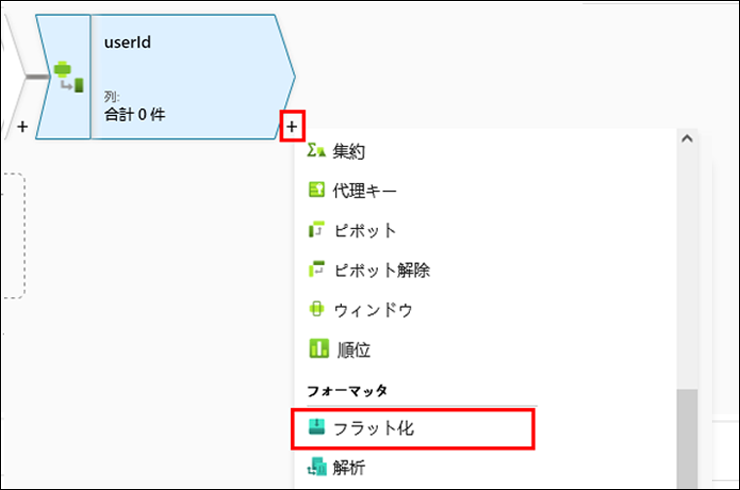 userId
列:
合計 0 件
+
+
集約
代理キー
ピボット
ピボット解除
ウィンドウ
順位
フォーマッタ
フラット化
解析